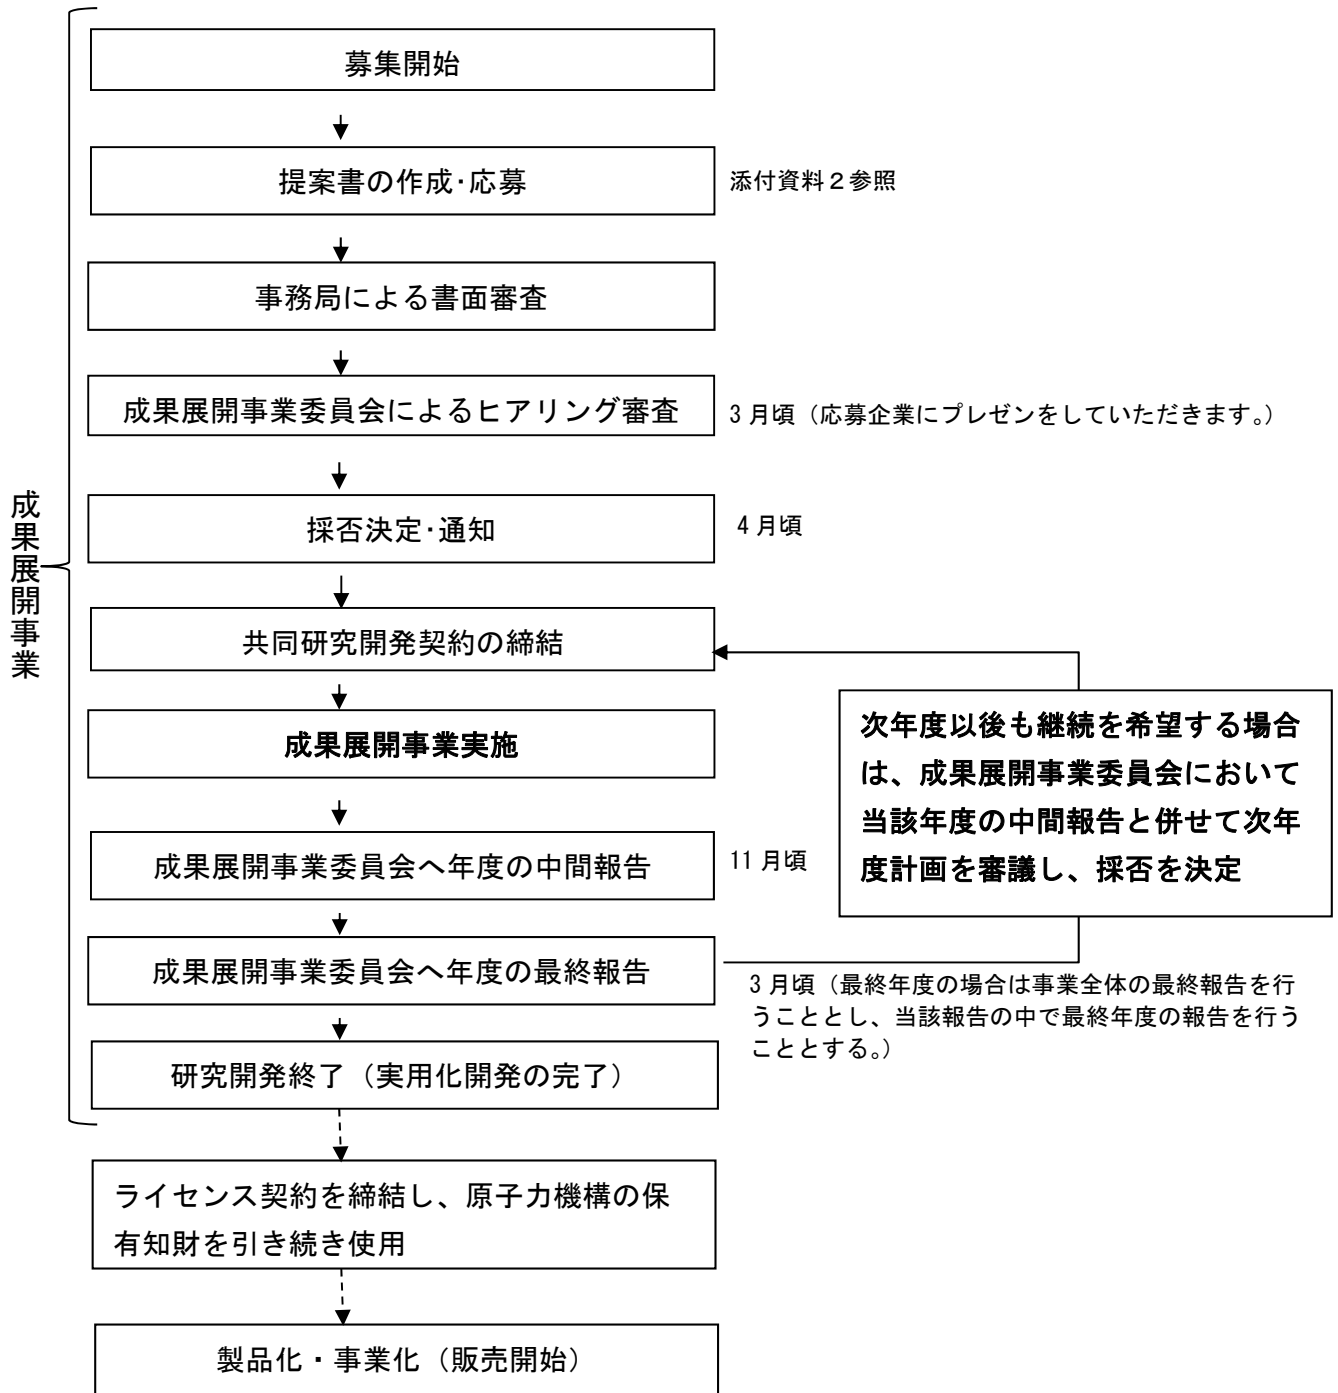 募集開始
提案書の作成･応募
添付資料２参照
事務局による書面審査
成果展開事業委員会によるヒアリング審査
3 月頃（応募企業にプレゼンをしていただきます。）
採否決定･通知
4 月頃
成果展開事業
共同研究開発契約の締結
成果展開事業実施
次年度以後も継続を希望する場合
は、成果展開事業委員会において
当該年度の中間報告と併せて次年
度計画を審議し、採否を決定
成果展開事業委員会へ年度の中間報告
11 月頃
成果展開事業委員会へ年度の最終報告
3 月頃（最終年度の場合は事業全体の最終報告を行
うこととし、当該報告の中で最終年度の報告を行う
こととする。）
研究開発終了（実用化開発の完了）
ライセンス契約を締結し、原子力機構の保
有知財を引き続き使用
製品化・事業化（販売開始）